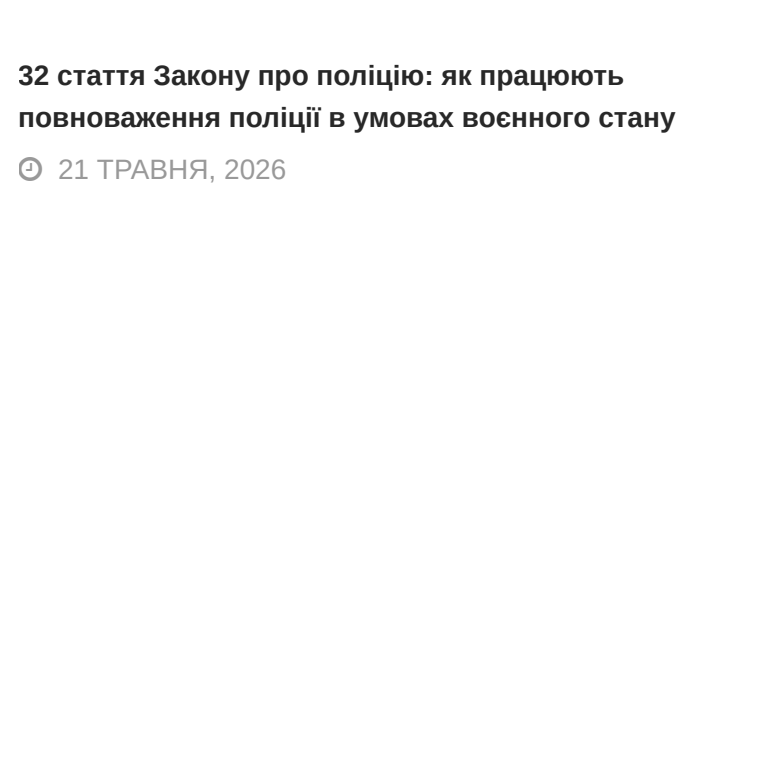 32 стаття Закону про поліцію: як працюють
повноваження поліції в умовах воєнного стану
21 ТРАВНЯ, 2026